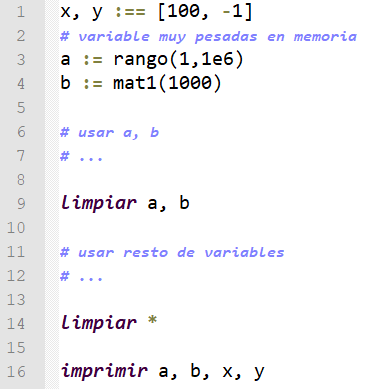 1 x, y :== [100, -1]
2 # variable muy pesadas en memoria
3 a := rango(1,1e6)
4 b := mat1(1000)
5
6 # usar a, b
7 # ...
8
9 limpiar a, b
10
11 # usar resto de variables
12 # ...
13
14 limpiar *
15
16 imprimir a, b, x, y